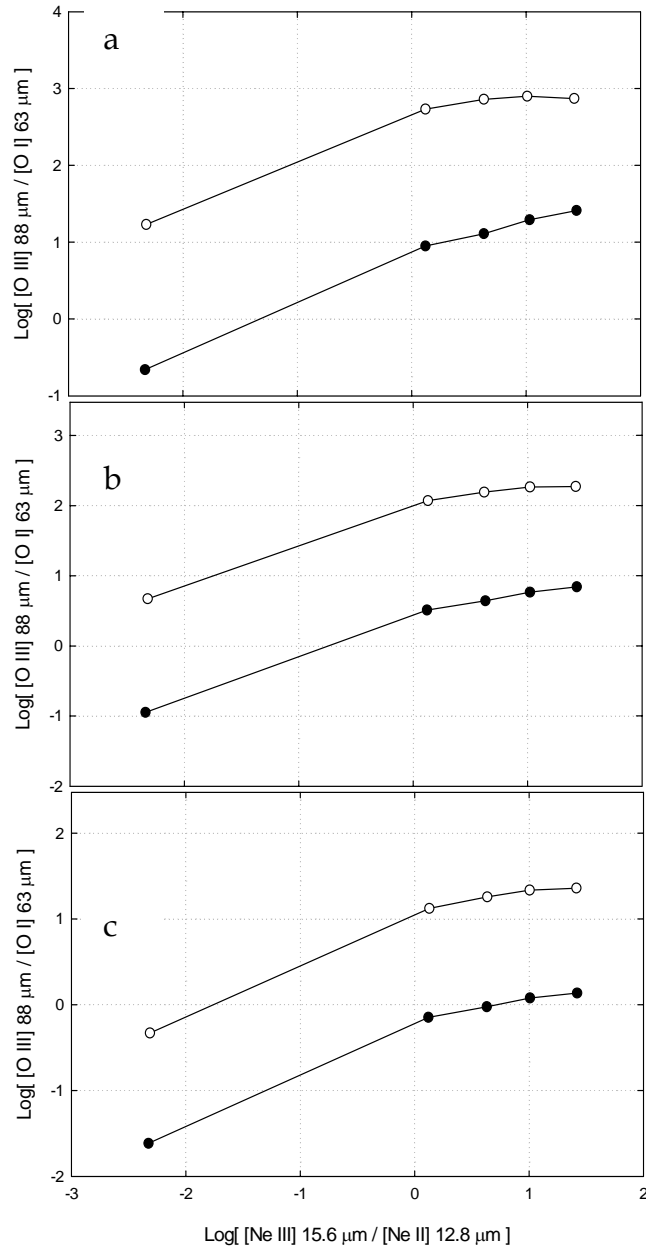 a
4
3
2
1
0
-1
Log[ [O III] 88 μm / [O I] 63 μm ]
b
3
2
1
0
-1
-2
Log[ [O III] 88 μm / [O I] 63 μm ]
c
2
1
0
-1
-2
Log[ [O III] 88 μm / [O I] 63 μm ]
-3 -2 -1 0 1 2
Log[ [Ne III] 15.6 μm / [Ne II] 12.8 μm ]